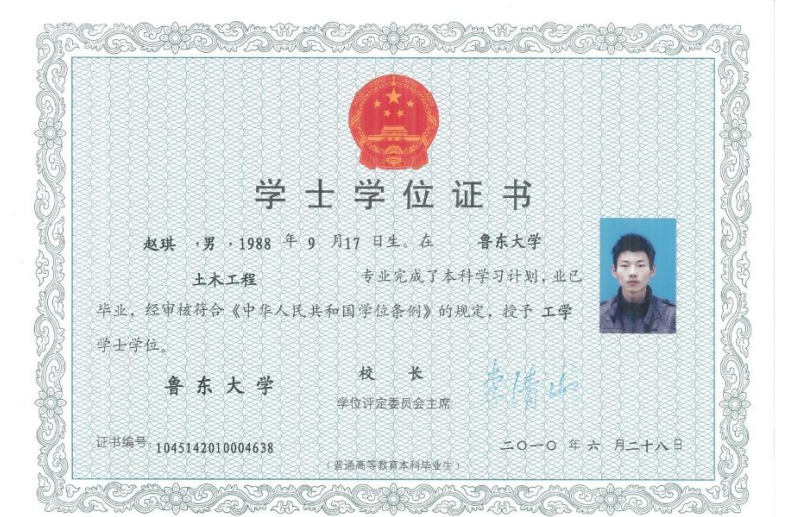 学士学位证书
赵琪 ,男,1988 年 9 月17 日生。在 鲁东大学
土木工程 专业完成了本科学习计划,业已
毕业,经审核符合《中华人民共和国学位条例》的规定,授予 工学
学士学位。
鲁东大学
校 长
学位评定委员会主席
证书编号:1045142010004638
二〇一〇 年 六 月二十八日
(普通高等教育本科毕业生)